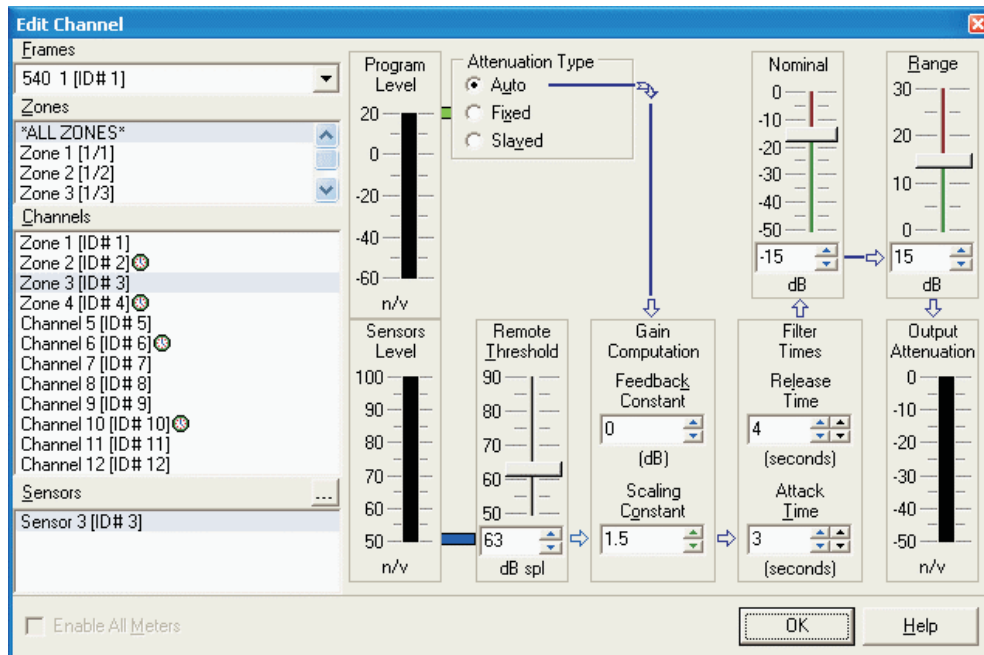 Edit Channel
Frames
540 1 [ID# 1]
Zones
*ALL ZONES*
Zone 1 [1/1]
Zone 2 [1/2]
Zone 3 [1/3]
Channels
Zone 1 [ID# 1]
Zone 2 [ID# 2]
Zone 3 [ID# 3]
Zone 4 [ID# 4]
Channel 5 [ID# 5]
Channel 6 [ID# 6]
Channel 7 [ID# 7]
Channel 8 [ID# 8]
Channel 9 [ID# 9]
Channel 10 [ID# 10]
Channel 11 [ID# 11]
Channel 12 [ID# 12]
Sensors
...
Sensor 3 [ID# 3]
Enable All Meters
Program
Level
20
0
-20
-40
-60
n/v
Attenuation Type
Auto
Fixed
Slaved
Sensors
Level
100
90
80
70
60
50
n/v
Remote
Threshold
90
80
70
60
50
63
dB spl
Gain
Computation
Feedback
Constant
0
(dB)
Scaling
Constant
1.5
Nominal
0
-10
-20
-30
-40
-50
-15
dB
Filter
Times
Release
Time
4
(seconds)
Attack
Time
3
(seconds)
Range
30
20
10
0
15
dB
Output
Attenuation
0
-10
-20
-30
-40
-50
n/v
OK
Help